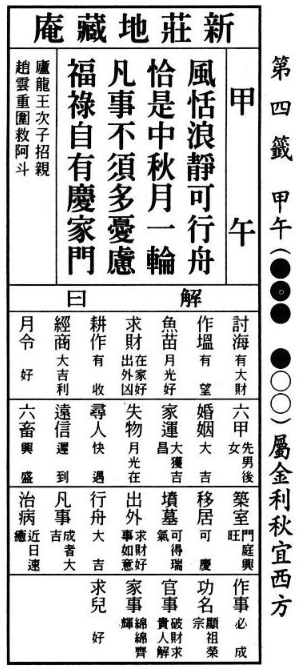 第四籤 甲午(●●● ●○○)屬金利秋宜西方
新莊地藏庵
甲午
風恬浪靜可行舟
恰是中秋月一輪
凡事不須多憂慮
福祿自有慶家門
廬龍王次子招親
趙雲重圍救阿斗
解曰
討海 有大財
作塭 有望
魚苗 月光好
求財 在家好出外凶
耕作 有收
經商 大吉利
月令 好
六甲 先男後女
婚姻 大吉
家運 大獲吉昌
失物 月光在
尋人 快遇
遠信 遲到
六畜 興盛
築室 門庭興旺
移居 可慶
墳墓 可得瑞氣
出外 求財好事如意
行舟 大吉
凡事 成者大吉
治病 近日速癒
作事 必成
功名 顯祖榮宗
官事 破財求貴人解
家事 綿綿齊輝
求兒 好